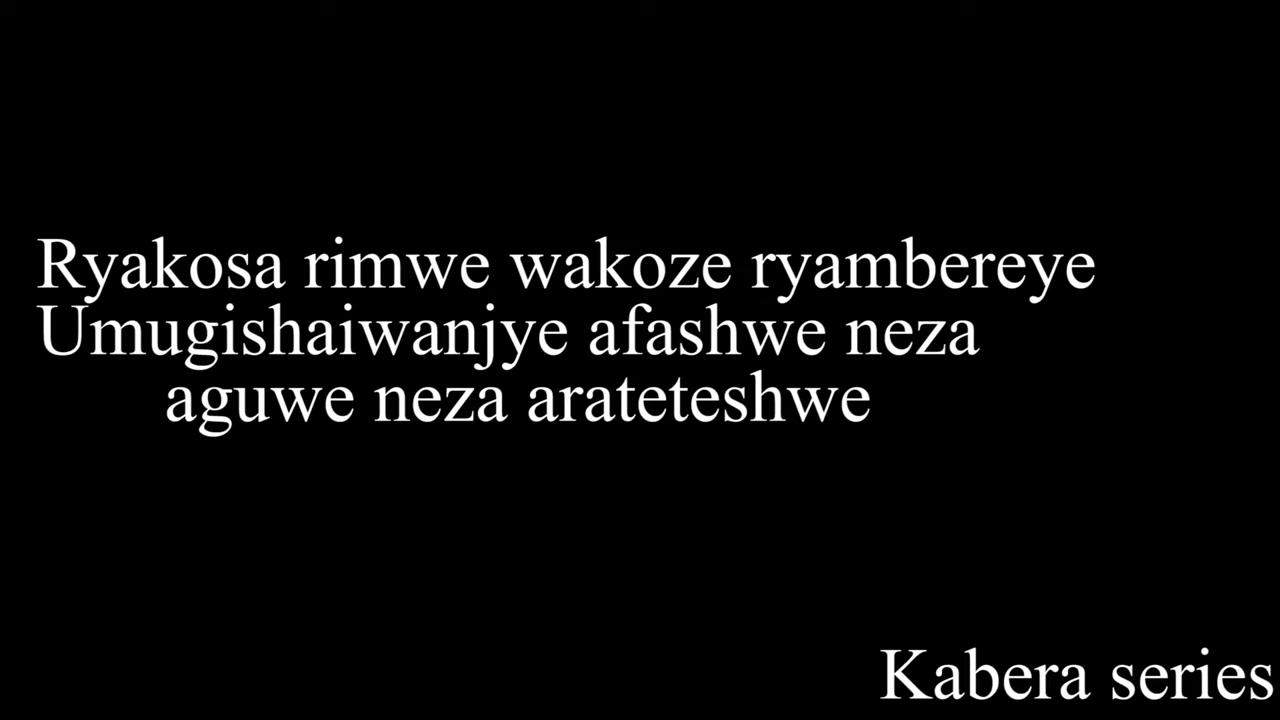 Ryakosa rimwe wakoze ryambereye
Umugishaiwanjye afashwe neza
aguwe neza arateteshwe
Kabera series